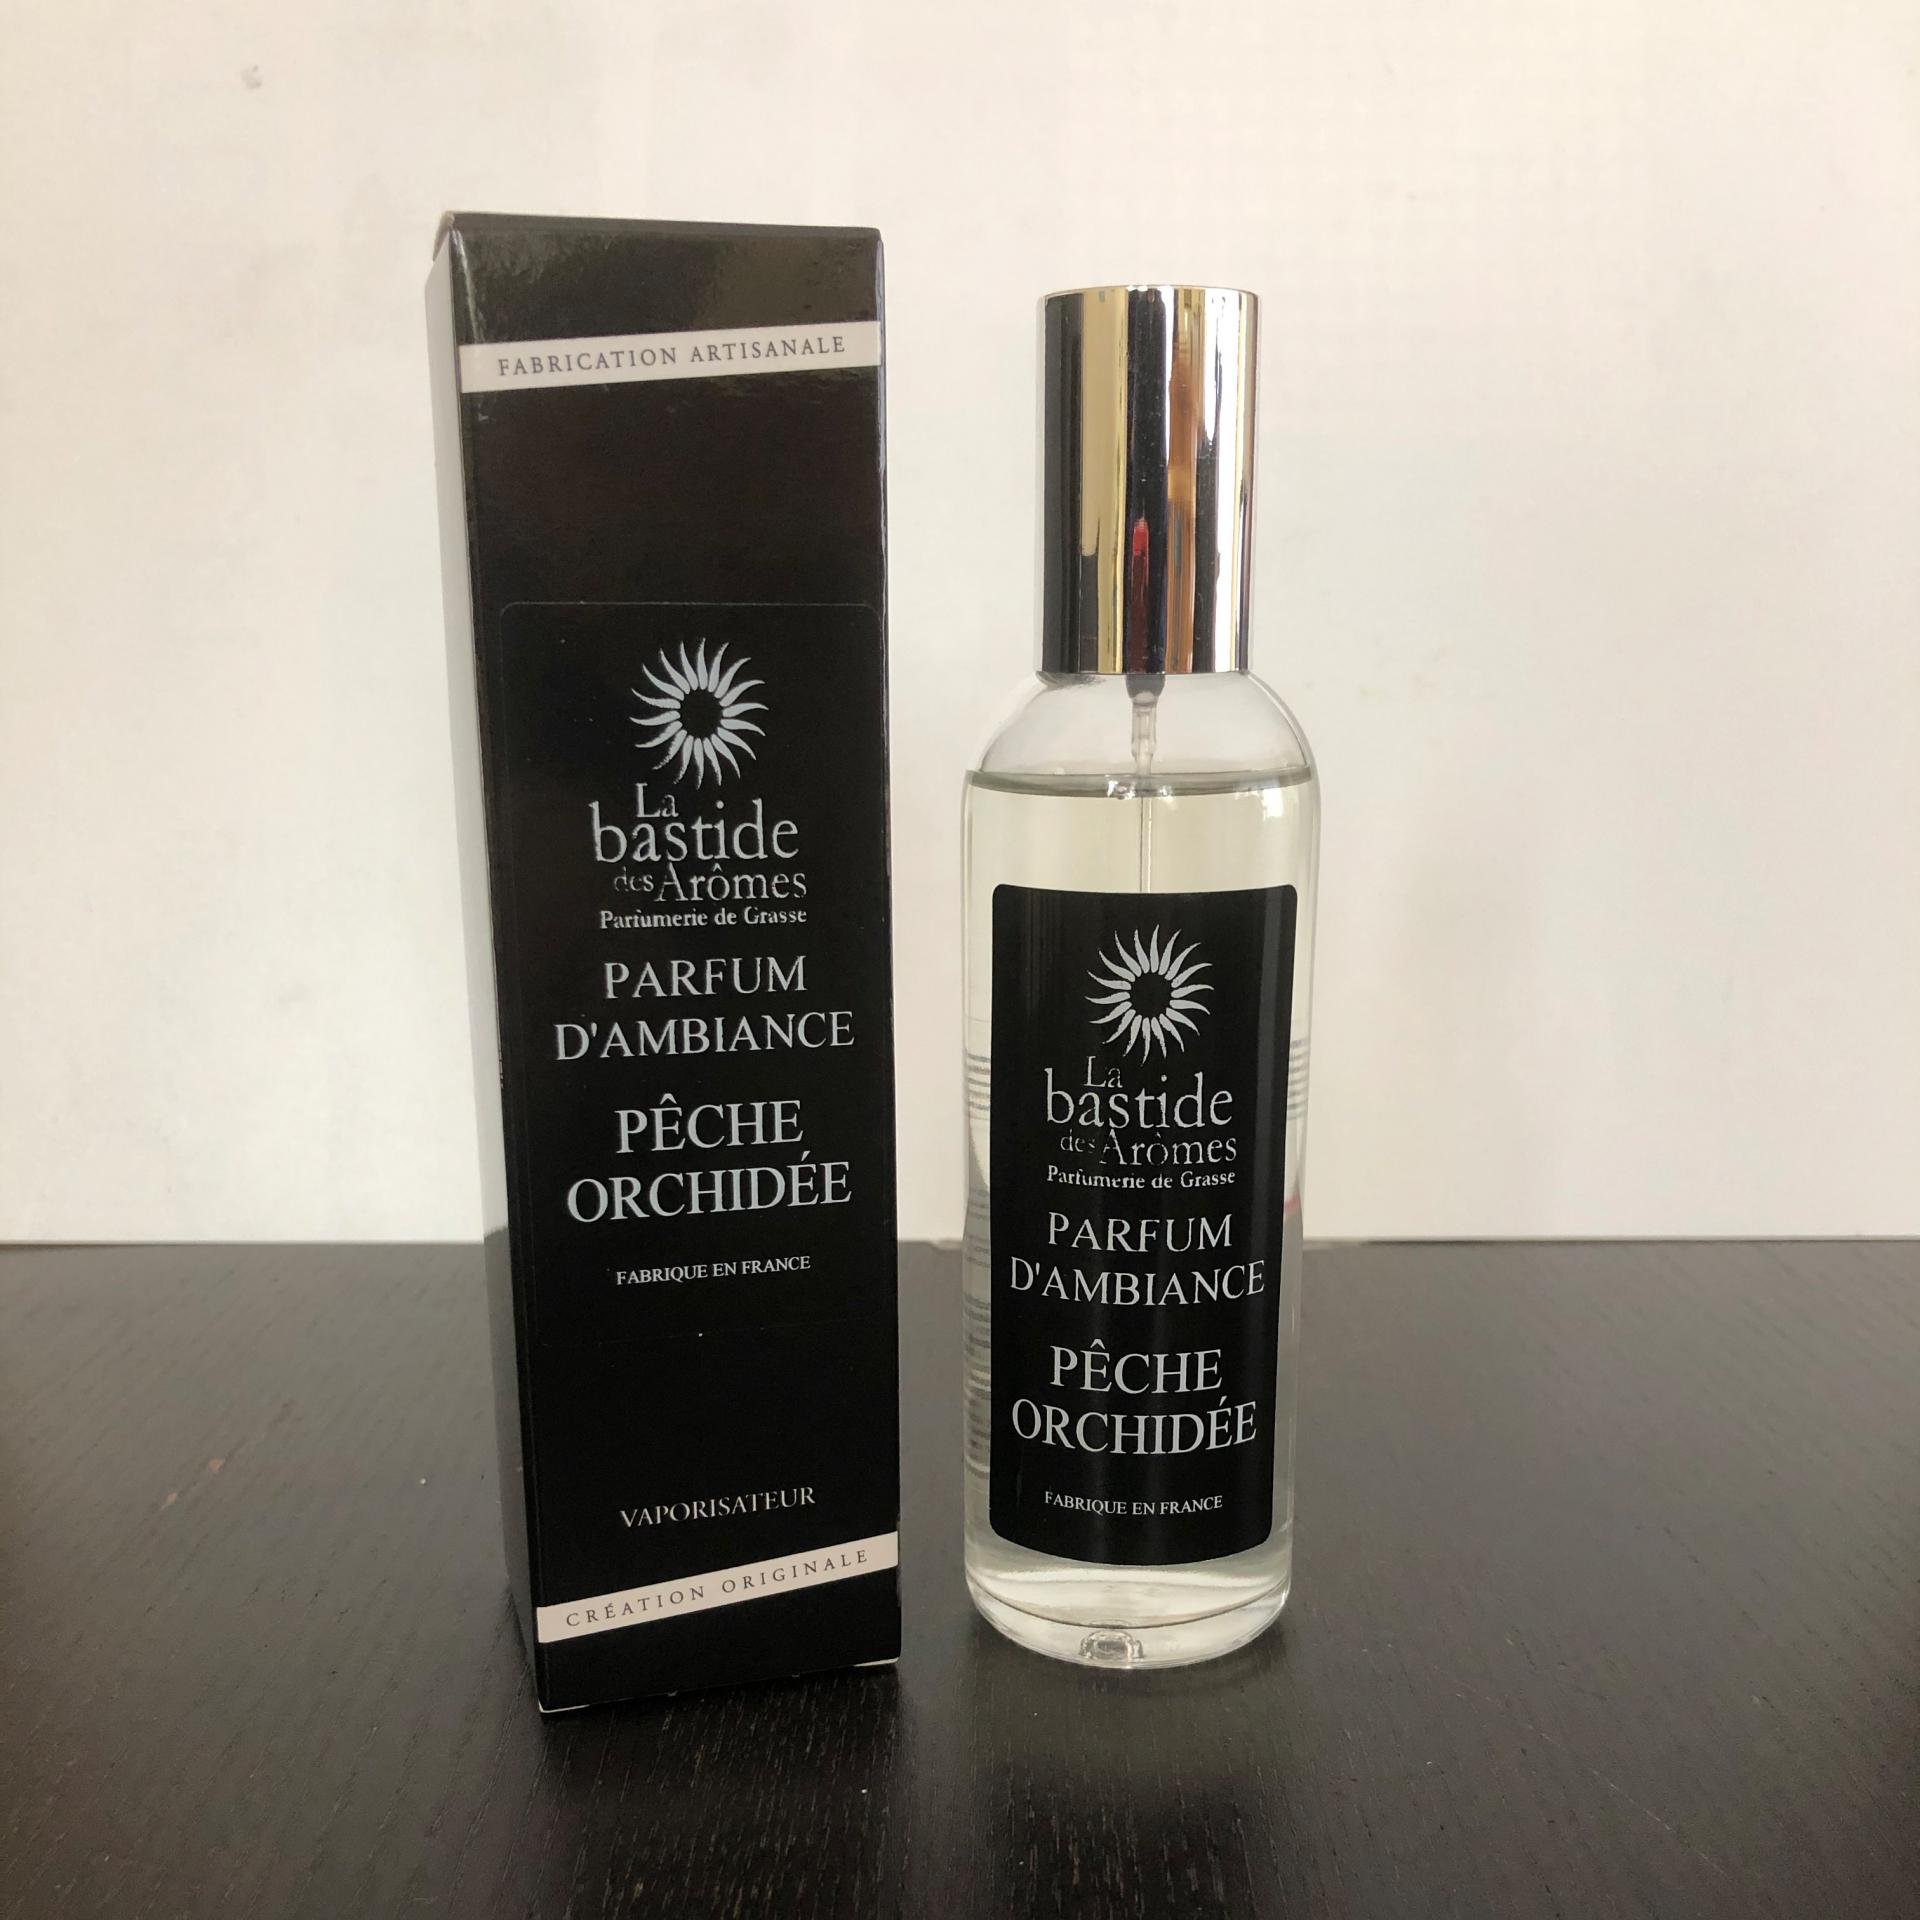 FABRICATION ARTISANALE
La
bastide
des Arômes
Parfumerie de Grasse
PARFUM
D'AMBIANCE
PÊCHE
ORCHIDÉE
FABRIQUE EN FRANCE
VAPORISATEUR
CRÉATION ORIGINALE
La
bastide
des Arômes
Parfumerie de Grasse
PARFUM
D'AMBIANCE
PÊCHE
ORCHIDÉE
FABRIQUE EN FRANCE